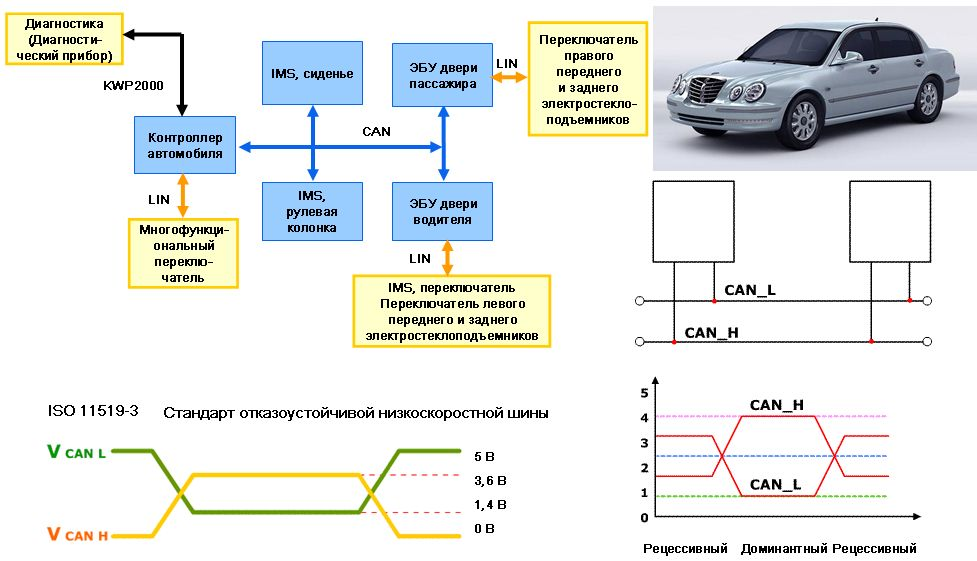 Диагностика
(Диагности-
ческий прибор)
KWP2000
Контроллер
автомобиля
LIN
Многофункци-
ональный
переклю-
чатель
IMS, сиденье
CAN
IMS,
рулевая
колонка
ЭБУ двери
пассажира
LIN
Переключатель
правого
переднего
и заднего
электростекло-
подъемников
ЭБУ двери
водителя
LIN
IMS, переключатель
Переключатель левого
переднего и заднего
электростеклоподъемников
CAN_L
CAN_H
ISO 11519-3 Стандарт отказоустойчивой низкоскоростной шины
V CAN L
V CAN H
5 В
3,6 В
1,4 В
0 В
5
4
3
2
1
0
CAN_H
CAN_L
Рецессивный Доминантный Рецессивный